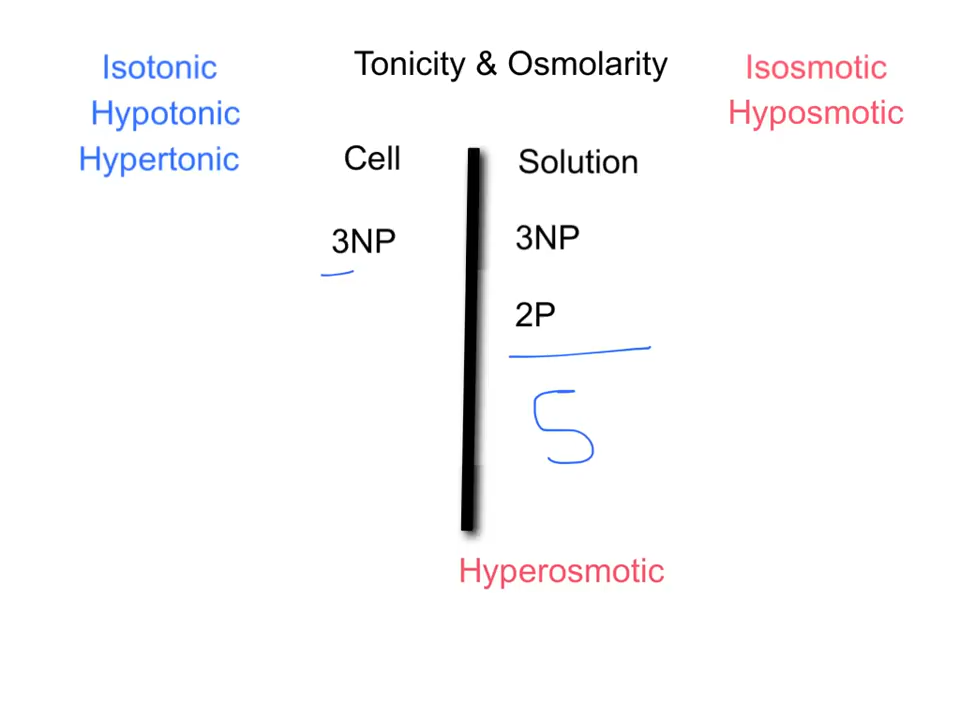 Tonicity & Osmolarity
Isotonic
Hypotonic
Hypertonic
Isosmotic
Hyposmotic
Cell
Solution
3NP
3NP
2P
5
Hyperosmotic